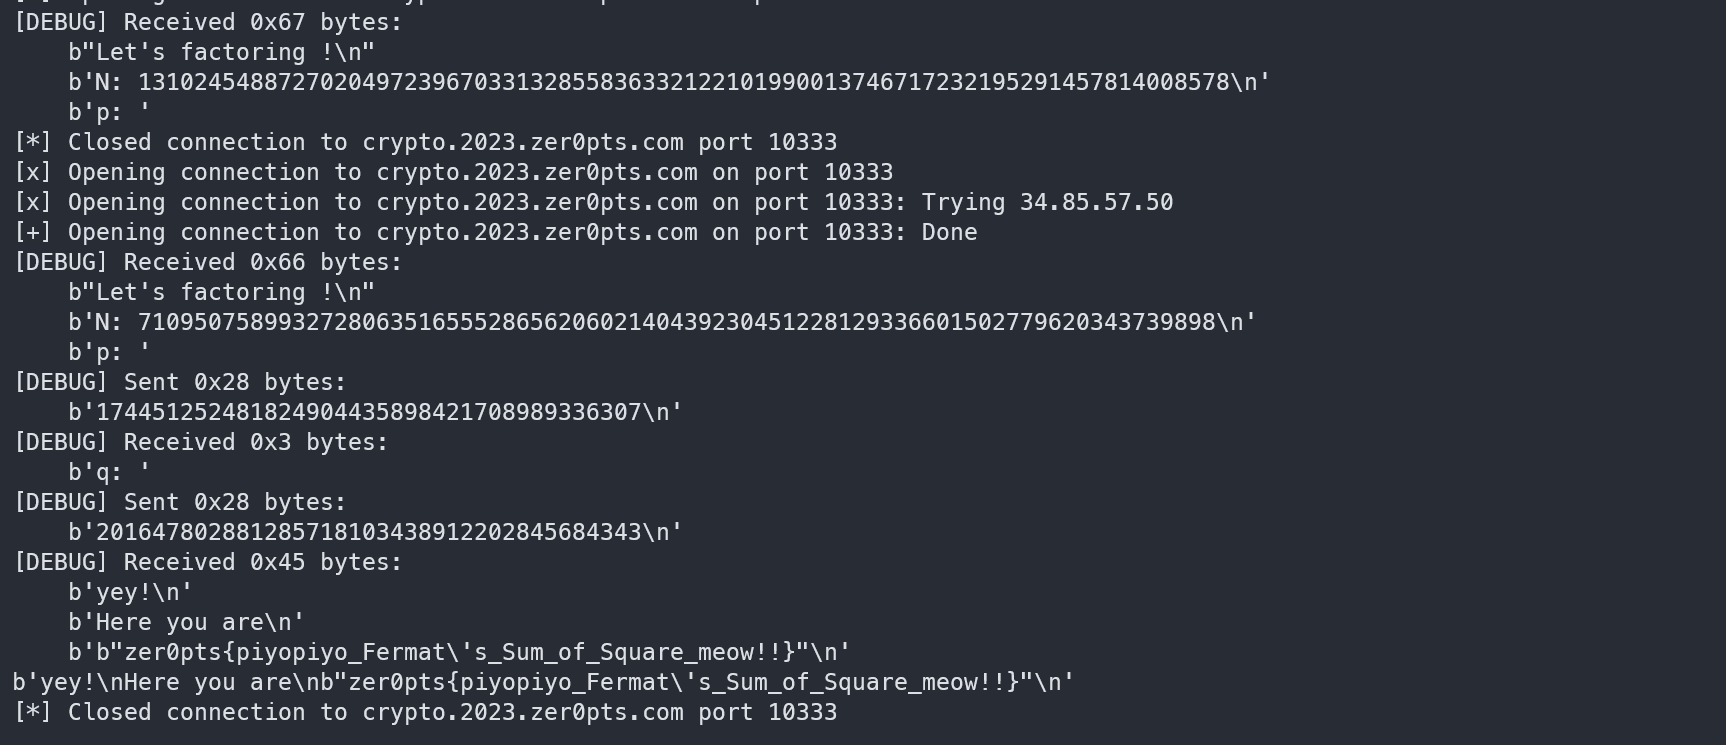 [DEBUG] Received 0x67 bytes:
b"Let's factoring !\n"
b'N: 131024548872702049723967033132855836332122101990013746717232195291457814008578\n'
b'p: '
[*] Closed connection to crypto.2023.zer0pts.com port 10333
[x] Opening connection to crypto.2023.zer0pts.com on port 10333
[x] Opening connection to crypto.2023.zer0pts.com on port 10333: Trying 34.85.57.50
[+] Opening connection to crypto.2023.zer0pts.com on port 10333: Done
[DEBUG] Received 0x66 bytes:
b"Let's factoring !\n"
b'N: 71095075899327280635165552865620602140439230451228129336601502779620343739898\n'
b'p: '
[DEBUG] Sent 0x28 bytes:
b'174451252481824904435898421708989336307\n'
[DEBUG] Received 0x3 bytes:
b'q: '
[DEBUG] Sent 0x28 bytes:
b'201647802881285718103438912202845684343\n'
[DEBUG] Received 0x45 bytes:
b'yey!\n'
b'Here you are\n'
b'b"zer0pts{piyopiyo_Fermat\'s_Sum_of_Square_meow!!}"\n'
b'yey!\nHere you are\nb"zer0pts{piyopiyo_Fermat\'s_Sum_of_Square_meow!!}"\n'
[*] Closed connection to crypto.2023.zer0pts.com port 10333